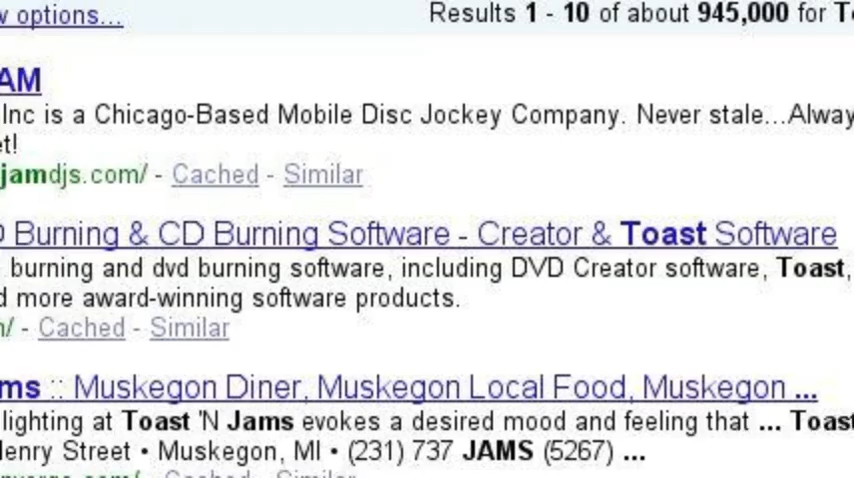 w options...
Results 1 - 10 of about 945,000 for T
AM
Inc is a Chicago-Based Mobile Disc Jockey Company. Never stale...Alway
et!
jamdjs.com/ - Cached - Similar
D Burning & CD Burning Software - Creator & Toast Software
burning and dvd burning software, including DVD Creator software, Toast,
d more award-winning software products.
m/ - Cached - Similar
ms :: Muskegon Diner, Muskegon Local Food, Muskegon ...
lighting at Toast 'N Jams evokes a desired mood and feeling that ... Toast
Henry Street • Muskegon, MI • (231) 737 JAMS (5267) ...
Cached - Similar